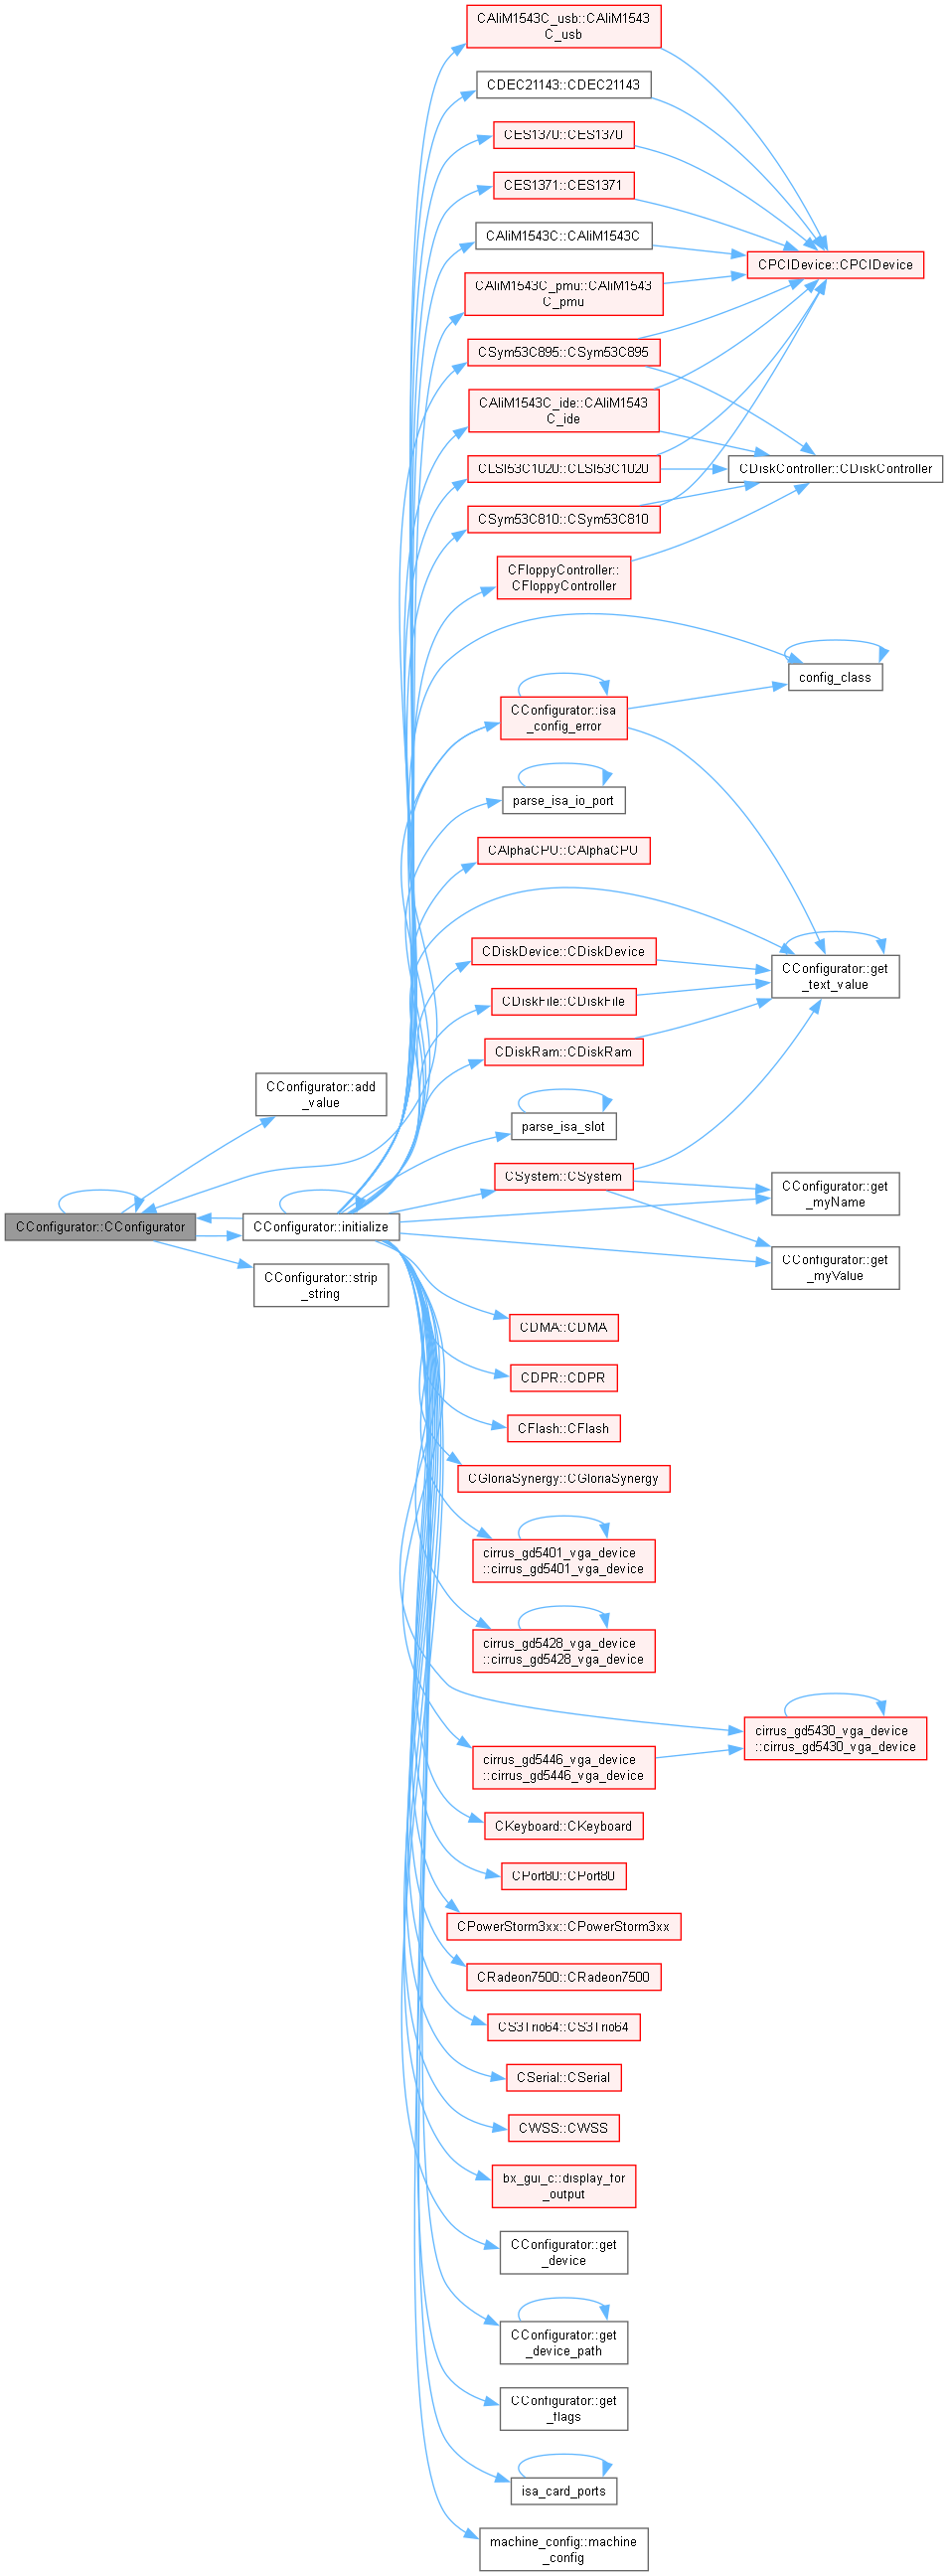 CAliM1543C_usb::CAliM1543
C_usb
CDEC21143::CDEC21143
CES1370::CES1370
CES1371::CES1371
CAliM1543C::CAliM1543C
CPCIDevice::CPCIDevice
CAliM1543C_pmu::CAliM1543
C_pmu
CSym53C895::CSym53C895
CAliM1543C_ide::CAliM1543
C_ide
CLSI53C1020::CLSI53C1020
CDiskController::CDiskController
CSym53C810::CSym53C810
CFloppyController::
CFloppyController
config_class
CConfigurator::isa
_config_error
parse_isa_io_port
CAlphaCPU::CAlphaCPU
CDiskDevice::CDiskDevice
CConfigurator::get
_text_value
CDiskFile::CDiskFile
CDiskRam::CDiskRam
CConfigurator::add
_value
parse_isa_slot
CSystem::CSystem
CConfigurator::get
_myName
CConfigurator::CConfigurator
CConfigurator::initialize
CConfigurator::get
_myValue
CConfigurator::strip
_string
CDMA::CDMA
CDPR::CDPR
CFlash::CFlash
CGloriaSynergy::CGloriaSynergy
cirrus_gd5401_vga_device
::cirrus_gd5401_vga_device
cirrus_gd5428_vga_device
::cirrus_gd5428_vga_device
cirrus_gd5430_vga_device
::cirrus_gd5430_vga_device
cirrus_gd5446_vga_device
::cirrus_gd5446_vga_device
CKeyboard::CKeyboard
CPort80::CPort80
CPowerStorm3xx::CPowerStorm3xx
CRadeon7500::CRadeon7500
CS3Trio64::CS3Trio64
CSerial::CSerial
CWSS::CWSS
bx_gui_c::display_for
_output
CConfigurator::get
_device
CConfigurator::get
_device_path
CConfigurator::get
_flags
isa_card_ports
machine_config::machine
_config